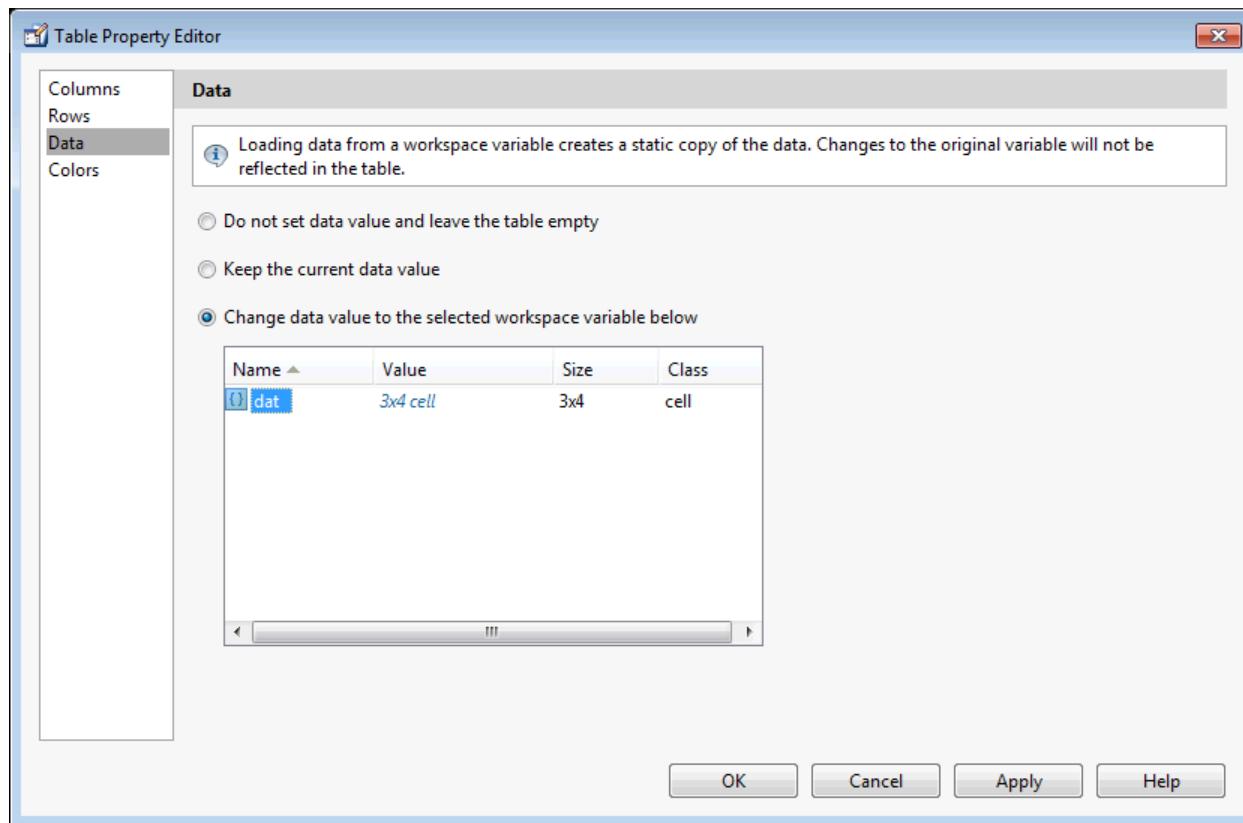 Table Property Editor
Columns
Rows
Data
Colors
Data
Loading data from a workspace variable creates a static copy of the data. Changes to the original variable will not be
reflected in the table.
Do not set data value and leave the table empty
Keep the current data value
Change data value to the selected workspace variable below
Name Value Size Class
{} dat 3x4 cell 3x4 cell
OK Cancel Apply Help